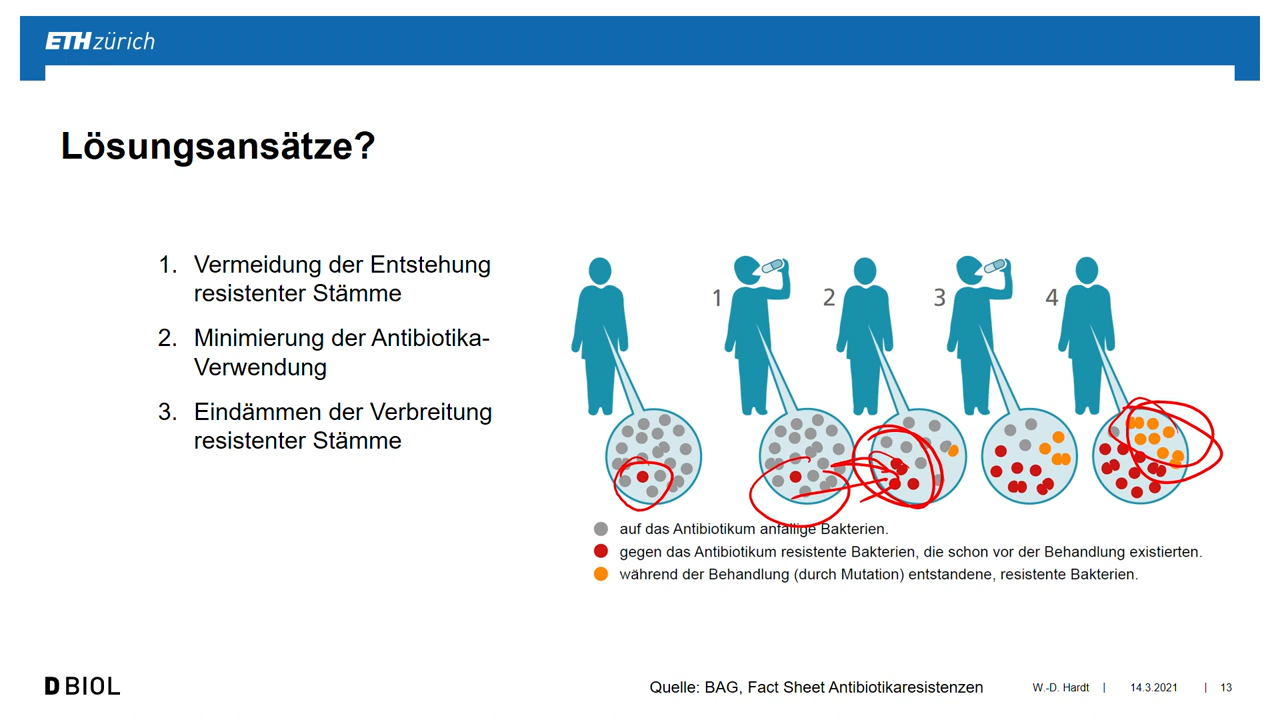 ETH zürich
Lösungsansätze?
1. Vermeidung der Entstehung
resistenter Stämme
2. Minimierung der Antibiotika-
Verwendung
3. Eindämmen der Verbreitung
resistenter Stämme
1
2
3
4
auf das Antibiotikum anfällige Bakterien.
gegen das Antibiotikum resistente Bakterien, die schon vor der Behandlung existierten.
während der Behandlung (durch Mutation) entstandene, resistente Bakterien.
D BIOL
Quelle: BAG, Fact Sheet Antibiotikaresistenzen
W.-D. Hardt | 14.3.2021 | 13